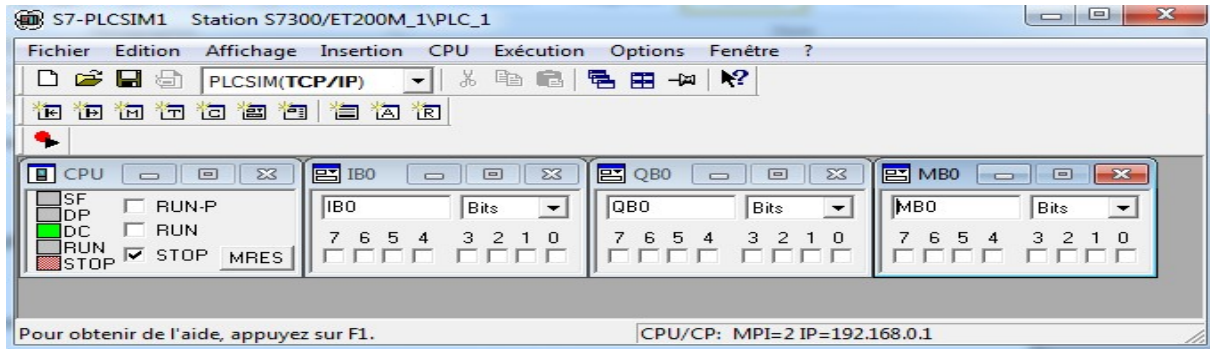 S7-PLCSIM1 Station S7300/ET200M_1\PLC_1
Fichier Edition Affichage Insertion CPU Exécution Options Fenêtre ?
PLCSIM(TCP/IP)
CPU
SF
DP
DC
RUN
STOP
RUN-P
RUN
STOP
MRES
IB0
IB0 Bits
7 6 5 4 3 2 1 0
QB0
QB0 Bits
7 6 5 4 3 2 1 0
MB0
MB0 Bits
7 6 5 4 3 2 1 0
Pour obtenir de l'aide, appuyez sur F1.
CPU/CP: MPI=2 IP=192.168.0.1